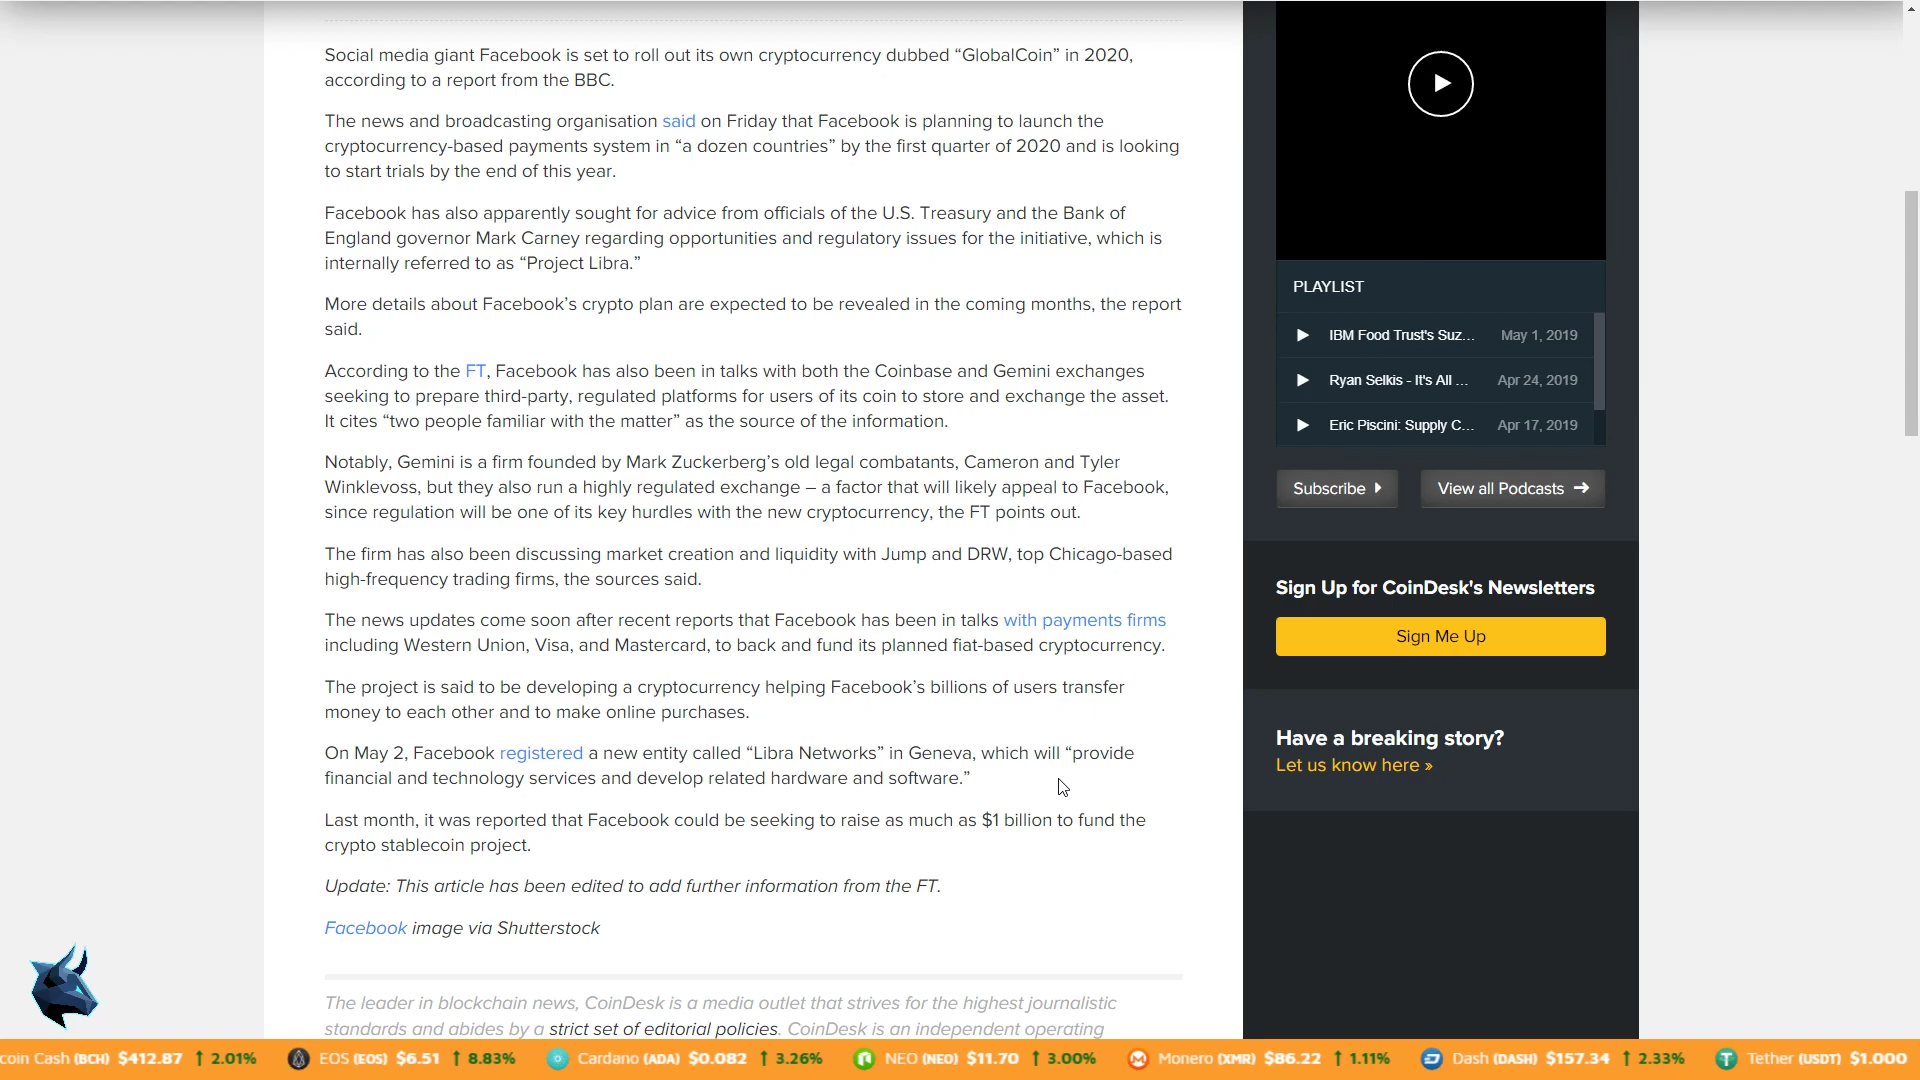 Social media giant Facebook is set to roll out its own cryptocurrency dubbed “GlobalCoin” in 2020,
according to a report from the BBC.
The news and broadcasting organisation said on Friday that Facebook is planning to launch the
cryptocurrency-based payments system in “a dozen countries” by the first quarter of 2020 and is looking
to start trials by the end of this year.
Facebook has also apparently sought for advice from officials of the U.S. Treasury and the Bank of
England governor Mark Carney regarding opportunities and regulatory issues for the initiative, which is
internally referred to as “Project Libra.”
More details about Facebook’s crypto plan are expected to be revealed in the coming months, the report
said.
According to the FT, Facebook has also been in talks with both the Coinbase and Gemini exchanges
seeking to prepare third-party, regulated platforms for users of its coin to store and exchange the asset.
It cites “two people familiar with the matter” as the source of the information.
Notably, Gemini is a firm founded by Mark Zuckerberg’s old legal combatants, Cameron and Tyler
Winklevoss, but they also run a highly regulated exchange – a factor that will likely appeal to Facebook,
since regulation will be one of its key hurdles with the new cryptocurrency, the FT points out.
The firm has also been discussing market creation and liquidity with Jump and DRW, top Chicago-based
high-frequency trading firms, the sources said.
The news updates come soon after recent reports that Facebook has been in talks with payments firms
including Western Union, Visa, and Mastercard, to back and fund its planned fiat-based cryptocurrency.
The project is said to be developing a cryptocurrency helping Facebook’s billions of users transfer
money to each other and to make online purchases.
On May 2, Facebook registered a new entity called “Libra Networks” in Geneva, which will “provide
financial and technology services and develop related hardware and software.”
Last month, it was reported that Facebook could be seeking to raise as much as $1 billion to fund the
crypto stablecoin project.
Update: This article has been edited to add further information from the FT.
Facebook image via Shutterstock
The leader in blockchain news, CoinDesk is a media outlet that strives for the highest journalistic
standards and abides by a strict set of editorial policies. CoinDesk is an independent operating
PLAYLIST
IBM Food Trust's Suz... May 1, 2019
Ryan Selkis - It's All ... Apr 24, 2019
Eric Piscini: Supply C... Apr 17, 2019
Subscribe View all Podcasts →
Sign Up for CoinDesk's Newsletters
Sign Me Up
Have a breaking story?
Let us know here »
coin Cash (BCH) $412.87 ↑ 2.01% EOS (EOS) $6.51 ↑ 8.83% Cardano (ADA) $0.082 ↑ 3.26% NEO (NEO) $11.70 ↑ 3.00% Monero (XMR) $86.22 ↑ 1.11% Dash (DASH) $157.34 ↑ 2.33% Tether (USDT) $1.000